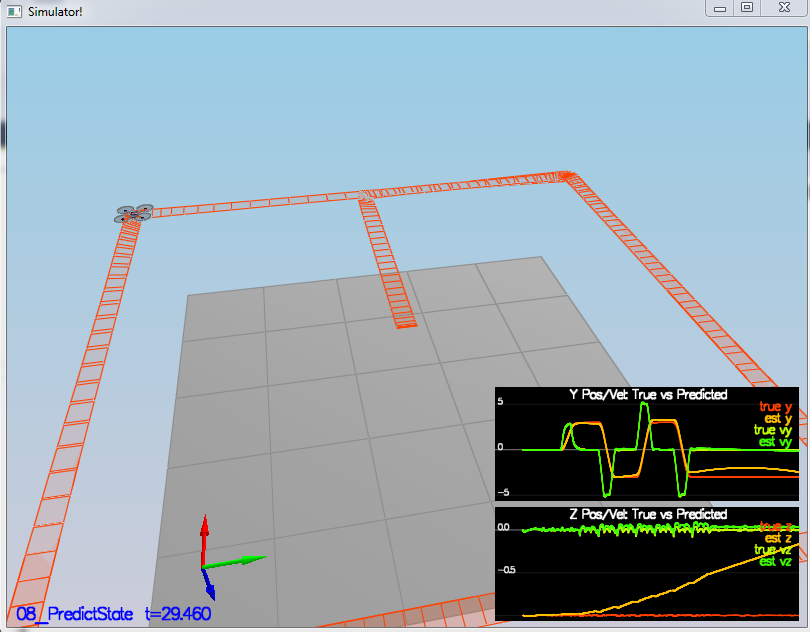 Simulator!
Y Pos/Vel: True vs Predicted
5
true y
est y
true vy
0
est vy
-5
Z Pos/Vel: True vs Predicted
0.0
true z
est z
true vz
est vz
-0.5
08_PredictState t=29.460